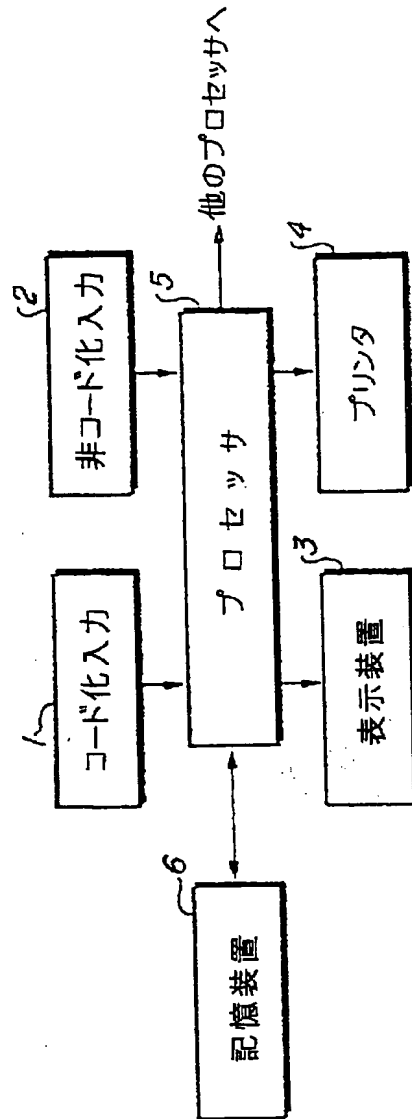 1
コード化入力
2
非コード化入力
6
記憶装置
5
プロセッサ
他のプロセッサへ
3
表示装置
4
プリンタ